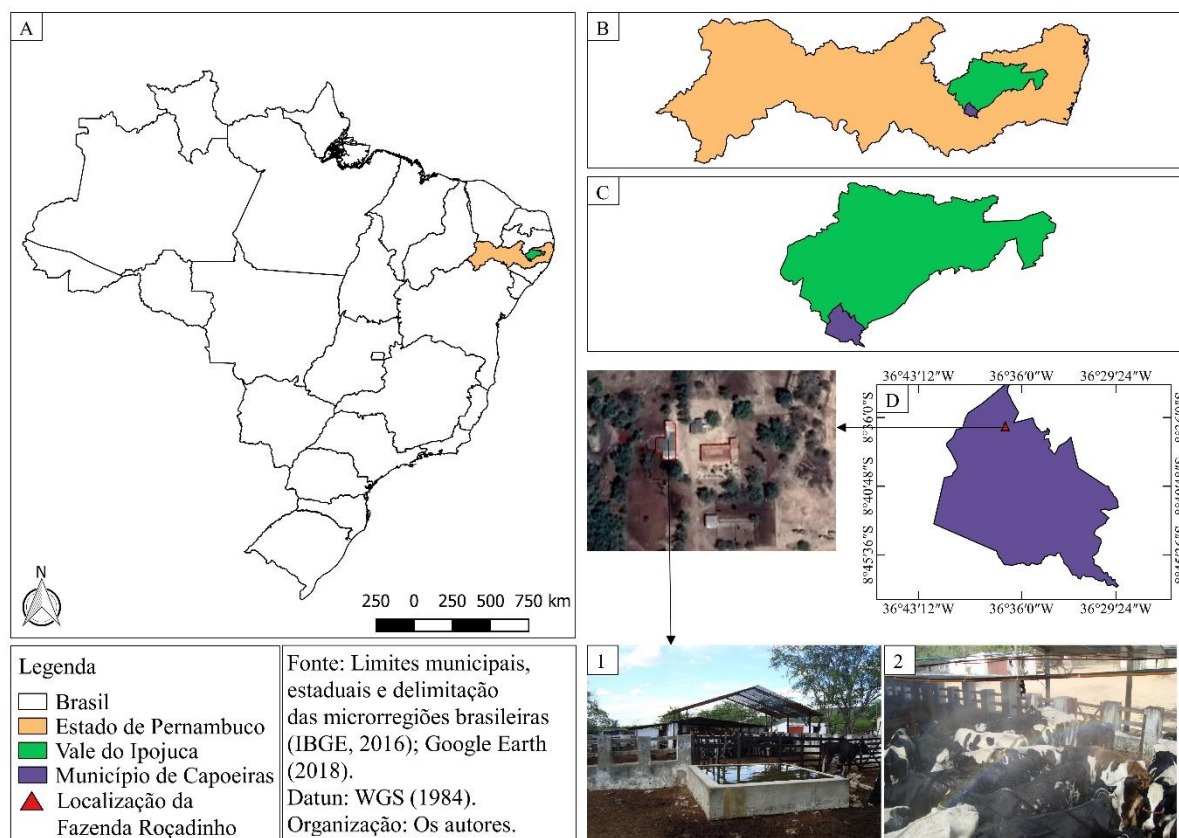 A
N
250 0 250 500 750 km
B
C
36°43'12"W 36°36'0"W 36°29'24"W
D
8°36'0"S
8°40'48"S
8°40'48"S
8°45'36"S
36°43'12"W 36°36'0"W 36°29'24"W
Legenda
Brasil
Estado de Pernambuco
Vale do Ipojuca
Município de Capoeiras
Localização da
Fazenda Roçadinho
Fonte: Limites municipais,
estaduais e delimitação
das microrregiões brasileiras
(IBGE, 2016); Google Earth
(2018).
Datun: WGS (1984).
Organização: Os autores.
1
2